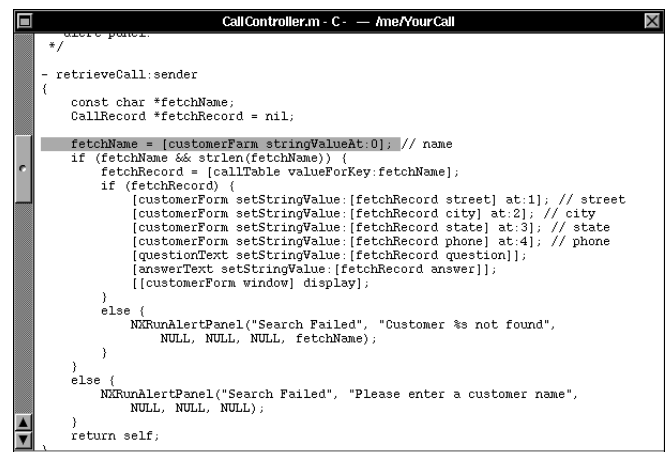 CallController.m - C - — /me/YourCall
alert panel.
*/
- retrieveCall:sender
{
const char *fetchName;
CallRecord *fetchRecord = nil;
fetchName = [customerFarm stringValueAt:0]; // name
if (fetchName && strlen(fetchName)) {
fetchRecord = [callTable valueForKey:fetchName];
if (fetchRecord) {
[customerForm setStringValue:[fetchRecord street] at:1]; // street
[customerForm setStringValue:[fetchRecord city] at:2]; // city
[customerForm setStringValue:[fetchRecord state] at:3]; // state
[customerForm setStringValue:[fetchRecord phone] at:4]; // phone
[questionText setStringValue:[fetchRecord question]];
[answerText setStringValue:[fetchRecord answer]];
[[customerForm window] display];
}
else {
NXRunAlertPanel("Search Failed", "Customer %s not found",
NULL, NULL, NULL, fetchName);
}
}
else {
NXRunAlertPanel("Search Failed", "Please enter a customer name",
NULL, NULL, NULL);
}
return self;